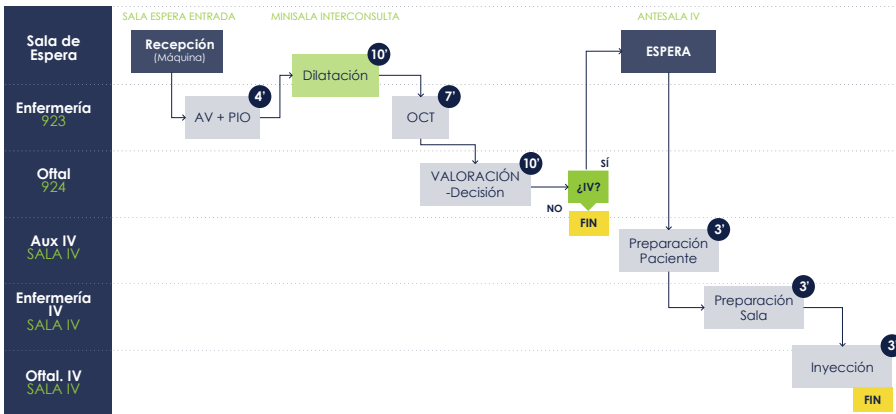 SALA ESPERA ENTRADA
MINISALA INTERCONSULTA
ANTESALA IV
Sala de
Espera
Recepción
(Máquina)
10’
Dilatación
ESPERA
Enfermería
923
4’
AV + PIO
7’
OCT
Oftal
924
10’
VALORACIÓN
-Decisión
SÍ
¿IV?
NO
FIN
Aux IV
SALA IV
3’
Preparación
Paciente
Enfermería
IV
SALA IV
3’
Preparación
Sala
Oftal. IV
SALA IV
3’
Inyección
FIN